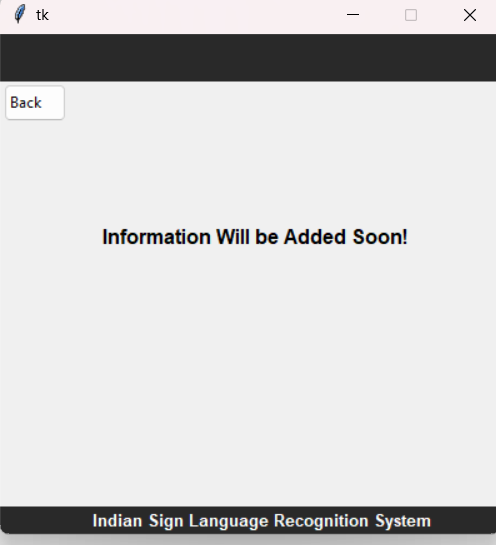 tk
Back
Information Will be Added Soon!
Indian Sign Language Recognition System